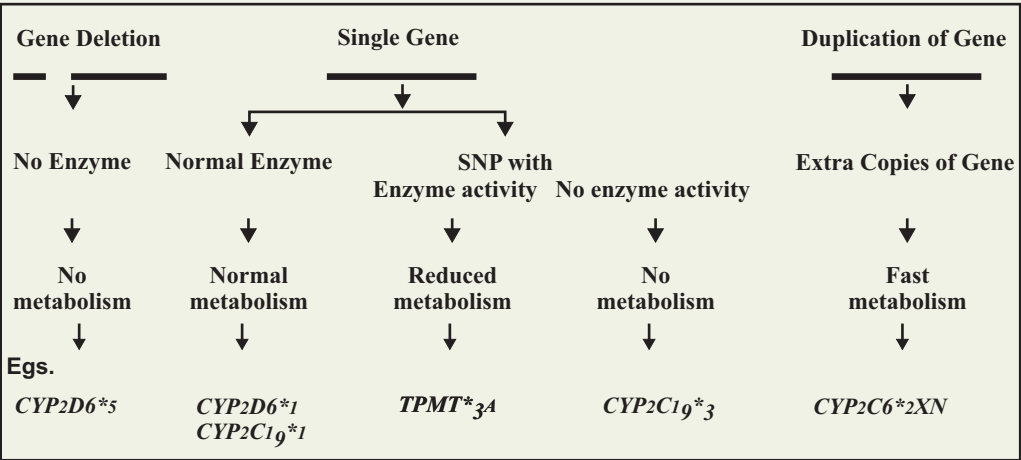 Gene Deletion Single Gene Duplication of Gene
No Enzyme Normal Enzyme SNP with Extra Copies of Gene
Enzyme activity No enzyme activity
No Normal Reduced No Fast
metabolism metabolism metabolism metabolism metabolism
Egs.
CYP2D6*5 CYP2D6*1 TPMT*3A CYP2C19*3 CYP2C6*2XN
CYP2C19*1